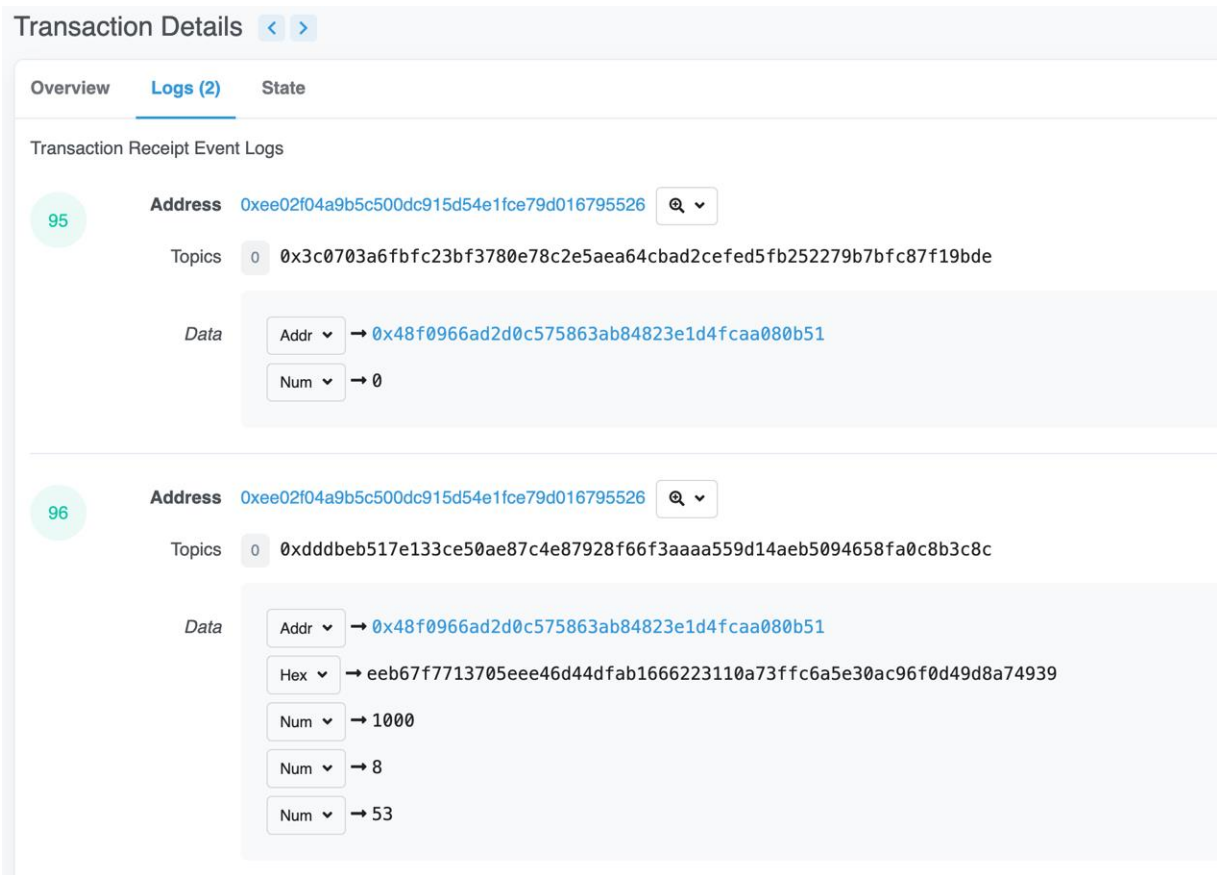 Transaction Details < >
Overview Logs (2) State
Transaction Receipt Event Logs
95
Address 0xee02f04a9b5c500dc915d54e1fce79d016795526
Topics 0 0x3c0703a6fbfc23bf3780e78c2e5aea64cbad2cefed5fb252279b7bfc87f19bde
Data Addr → 0x48f0966ad2d0c575863ab84823e1d4fcaa080b51
Num → 0
96
Address 0xee02f04a9b5c500dc915d54e1fce79d016795526
Topics 0 0xdddbeb517e133ce50ae87c4e87928f66f3aaaa559d14aeb5094658fa0c8b3c8c
Data Addr → 0x48f0966ad2d0c575863ab84823e1d4fcaa080b51
Hex → eeb67f7713705eee46d44dfab1666223110a73ffc6a5e30ac96f0d49d8a74939
Num → 1000
Num → 8
Num → 53